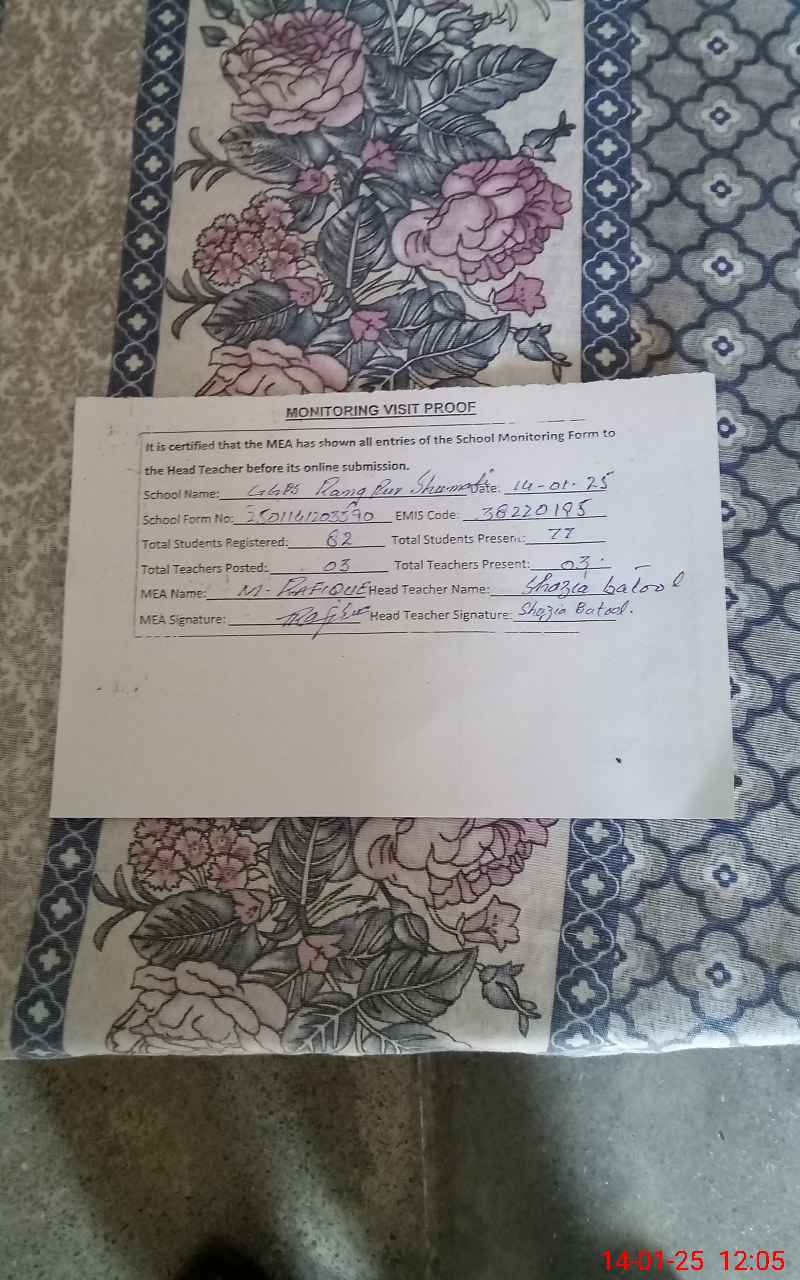 MONITORING VISIT PROOF
It is certified that the MEA has shown all entries of the School Monitoring Form to
the Head Teacher before its online submission.
School Name: GGPS Rang Pur Shumali Date: 14-01-25
School Form No: EMIS Code: 38220195
Total Students Registered: 82 Total Students Present: 77
Total Teachers Posted: 03 Total Teachers Present: 03
MEA Name: M. RAFIQUE Head Teacher Name: Shazia batool
MEA Signature: Rafique Head Teacher Signature: Shazia Batool.
14-01-25 12:05